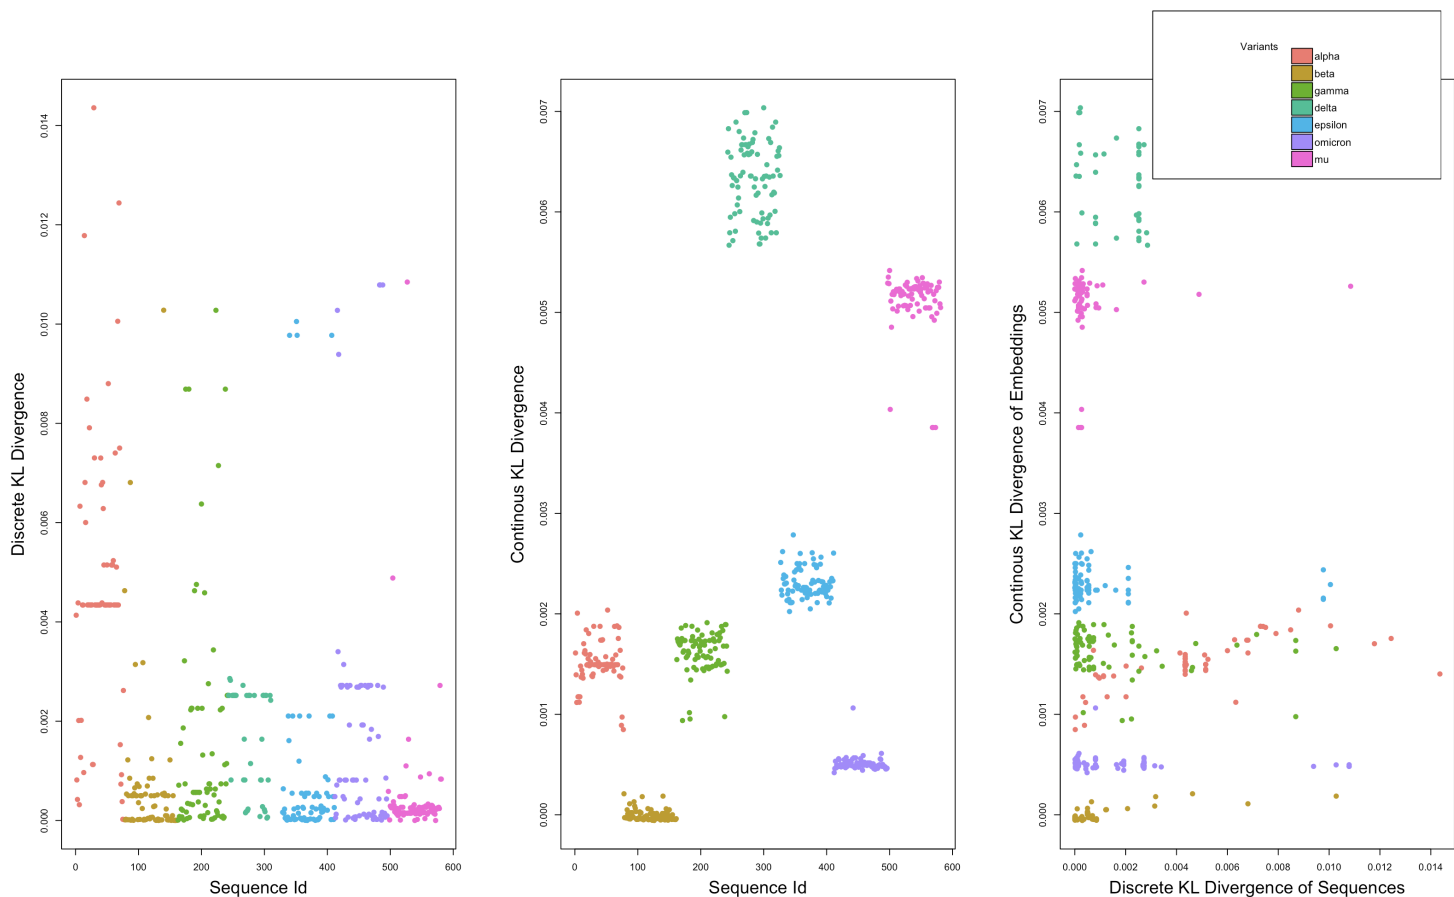 Discrete KL Divergence
0.014
0.012
0.010
0.008
0.006
0.004
0.002
0.000
0 100 200 300 400 500 600
Sequence Id
Continous KL Divergence
0.007
0.006
0.005
0.004
0.003
0.002
0.001
0.000
0 100 200 300 400 500 600
Sequence Id
Continous KL Divergence of Embeddings
0.007
0.006
0.005
0.004
0.003
0.002
0.001
0.000
0.000 0.002 0.004 0.006 0.008 0.010 0.012 0.014
Discrete KL Divergence of Sequences
Variants
alpha
beta
gamma
delta
epsilon
omicron
mu